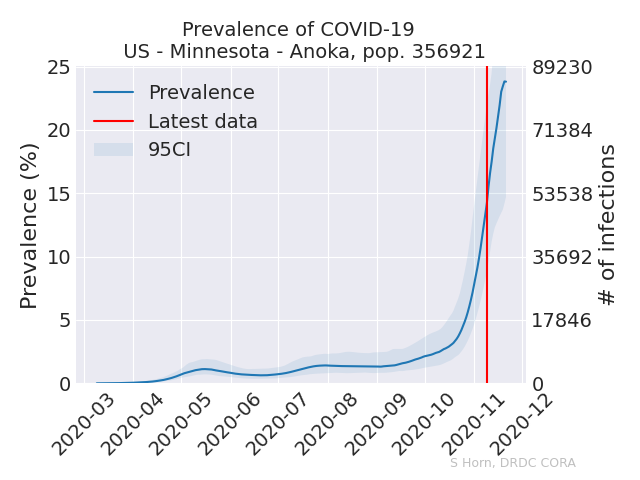 Prevalence of COVID-19
US - Minnesota - Anoka, pop. 356921
25
20
15
10
5
0
Prevalence (%)
Prevalence
Latest data
95CI
89230
71384
53538
35692
17846
0
# of infections
2020-03
2020-04
2020-05
2020-06
2020-07
2020-08
2020-09
2020-10
2020-11
2020-12
S Horn, DRDC CORA